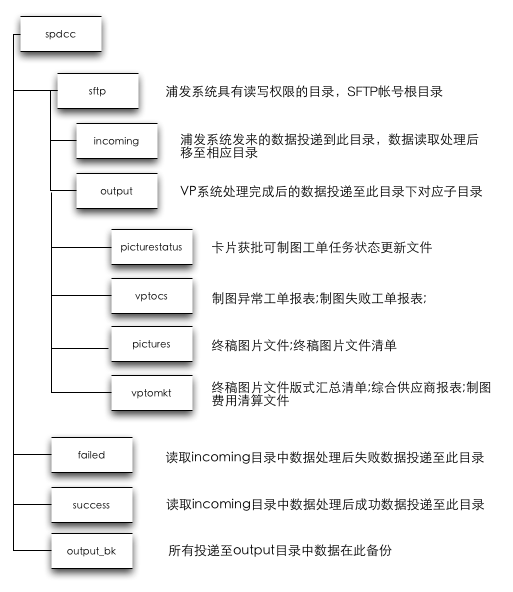 spdcc
sftp
浦发系统具有读写权限的目录，SFTP帐号根目录
incoming
浦发系统发来的数据投递到此目录，数据读取处理后
移至相应目录
output
VP系统处理完成后的数据投递至此目录下对应子目录
picturestatus
卡片获批可制图工单任务状态更新文件
vptocs
制图异常工单报表;制图失败工单报表;
pictures
终稿图片文件;终稿图片文件清单
vptomkt
终稿图片文件版式汇总清单;综合供应商报表;制图
费用清算文件
failed
读取incoming目录中数据处理后失败数据投递至此目录
success
读取incoming目录中数据处理后成功数据投递至此目录
output_bk
所有投递至output目录中数据在此备份